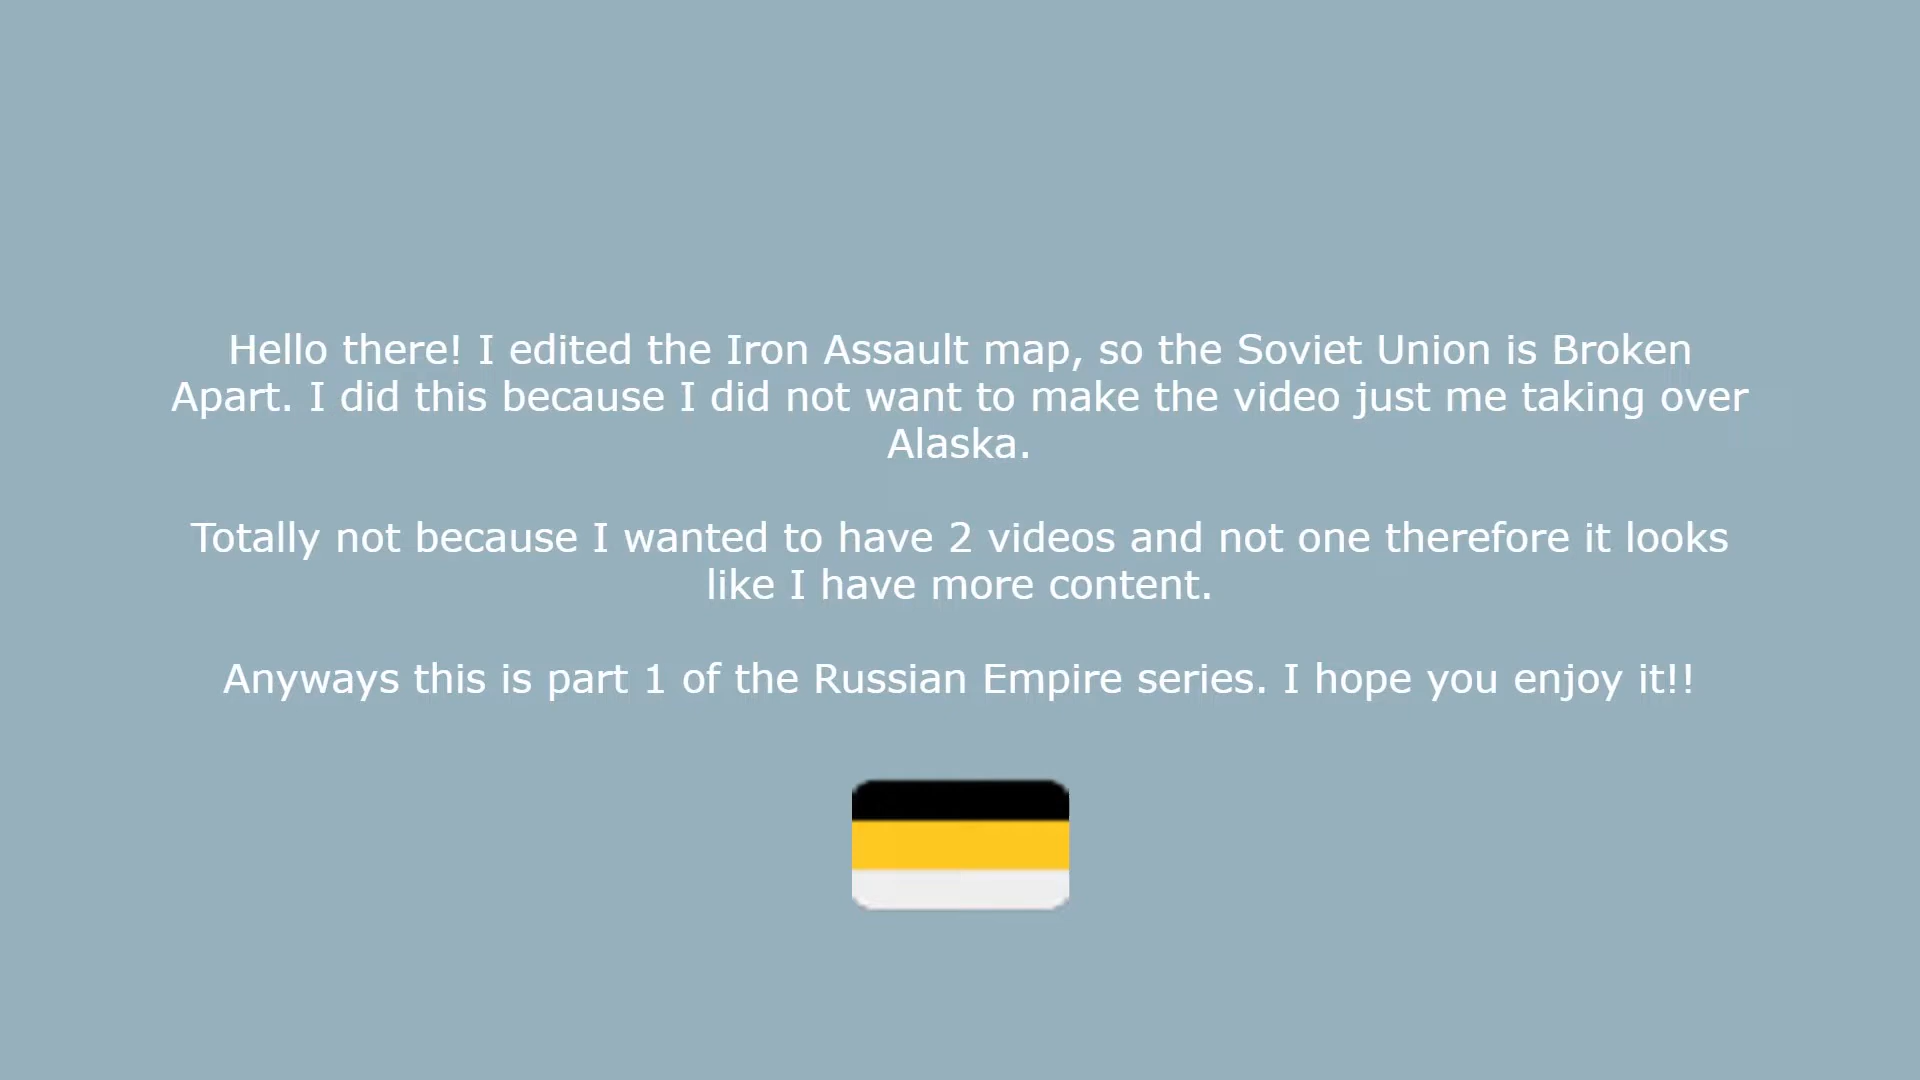 Hello there! I edited the Iron Assault map, so the Soviet Union is Broken
Apart. I did this because I did not want to make the video just me taking over
Alaska.
Totally not because I wanted to have 2 videos and not one therefore it looks
like I have more content.
Anyways this is part 1 of the Russian Empire series. I hope you enjoy it!!